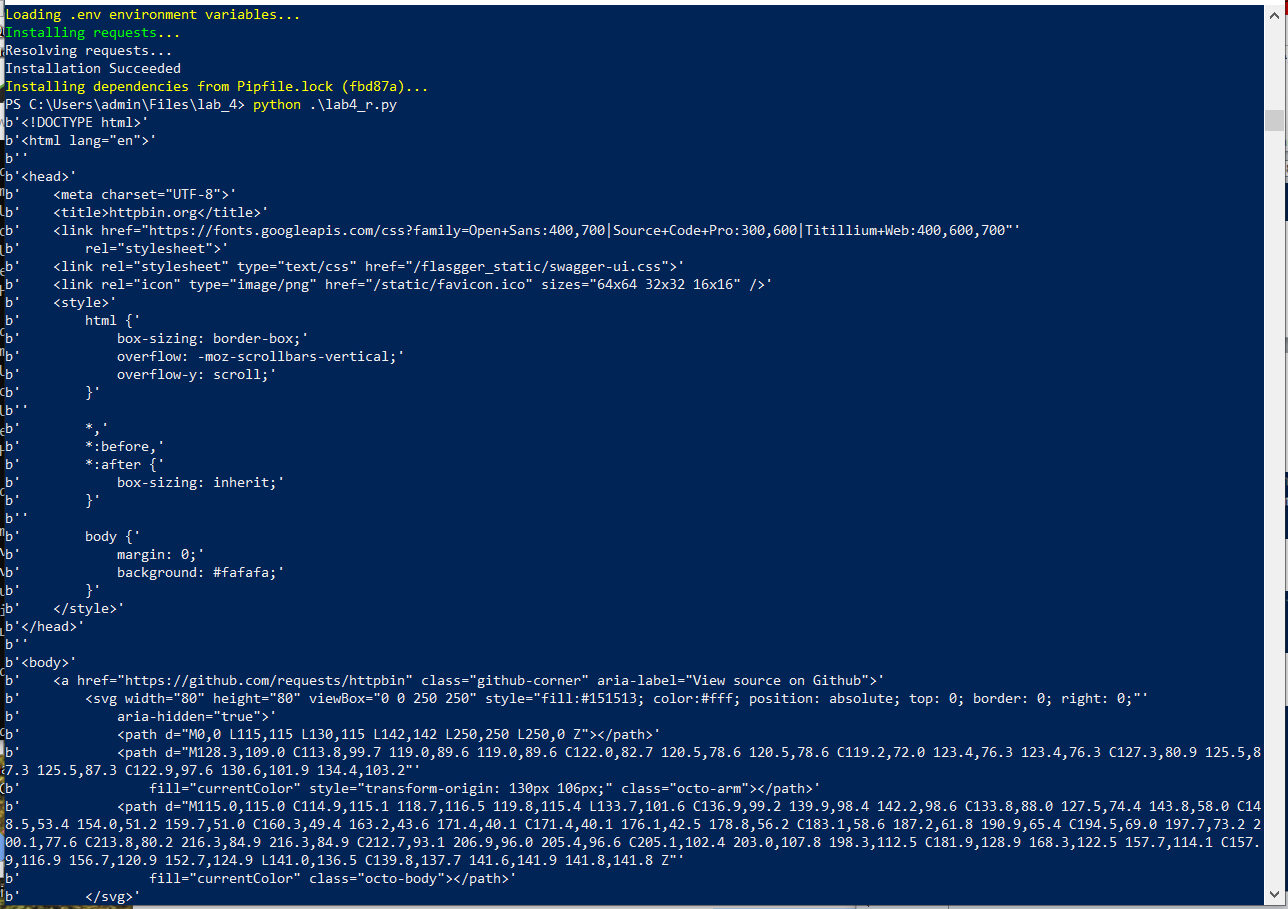 Loading .env environment variables...
Installing requests...
Resolving requests...
Installation Succeeded
Installing dependencies from Pipfile.lock (fbd87a)...
PS C:\Users\admin\Files\lab_4> python .\lab4_r.py
b'<!DOCTYPE html>'
b'<html lang="en">'
b''
b'<head>'
b'    <meta charset="UTF-8">'
b'    <title>httpbin.org</title>'
b'    <link href="https://fonts.googleapis.com/css?family=Open+Sans:400,700|Source+Code+Pro:300,600|Titillium+Web:400,600,700"'
b'        rel="stylesheet">'
b'    <link rel="stylesheet" type="text/css" href="/flasgger_static/swagger-ui.css">'
b'    <link rel="icon" type="image/png" href="/static/favicon.ico" sizes="64x64 32x32 16x16" />'
b'    <style>'
b'        html {'
b'            box-sizing: border-box;'
b'            overflow: -moz-scrollbars-vertical;'
b'            overflow-y: scroll;'
b'        }'
b''
b'        *,'
b'        *:before,'
b'        *:after {'
b'            box-sizing: inherit;'
b'        }'
b''
b'        body {'
b'            margin: 0;'
b'            background: #fafafa;'
b'        }'
b'    </style>'
b'</head>'
b''
b'<body>'
b'    <a href="https://github.com/requests/httpbin" class="github-corner" aria-label="View source on Github">'
b'        <svg width="80" height="80" viewBox="0 0 250 250" style="fill:#151513; color:#fff; position: absolute; top: 0; border: 0; right: 0;"'
b'            aria-hidden="true">'
b'            <path d="M0,0 L115,115 L130,115 L142,142 L250,250 L250,0 Z"></path>'
b'            <path d="M128.3,109.0 C113.8,99.7 119.0,89.6 119.0,89.6 C122.0,82.7 120.5,78.6 120.5,78.6 C119.2,72.0 123.4,76.3 123.4,76.3 C127.3,80.9 125.5,8
7.3 125.5,87.3 C122.9,97.6 130.6,101.9 134.4,103.2"'
b'                fill="currentColor" style="transform-origin: 130px 106px;" class="octo-arm"></path>'
b'            <path d="M115.0,115.0 C114.9,115.1 118.7,116.5 119.8,115.4 L133.7,101.6 C136.9,99.2 139.9,98.4 142.2,98.6 C133.8,88.0 127.5,74.4 143.8,58.0 C14
8.5,53.4 154.0,51.2 159.7,51.0 C160.3,49.4 163.2,43.6 171.4,40.1 C171.4,40.1 176.1,42.5 178.8,56.2 C183.1,58.6 187.2,61.8 190.9,65.4 C194.5,69.0 197.7,73.2 2
00.1,77.6 C213.8,80.2 216.3,84.9 216.3,84.9 C212.7,93.1 206.9,96.0 205.4,96.6 C205.1,102.4 203.0,107.8 198.3,112.5 C181.9,128.9 168.3,122.5 157.7,114.1 C157.
9,116.9 156.7,120.9 152.7,124.9 L141.0,136.5 C139.8,137.7 141.6,141.9 141.8,141.8 Z"'
b'                fill="currentColor" class="octo-body"></path>'
b'        </svg>'